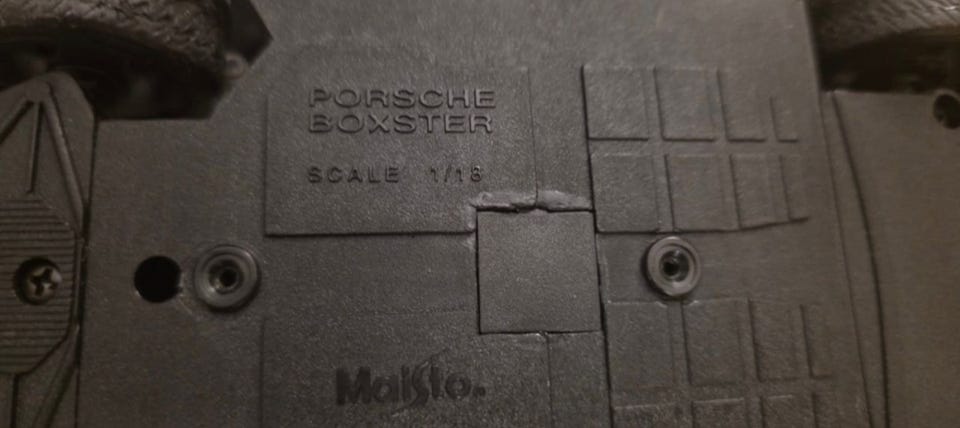 PORSCHE
BOXSTER
SCALE 1/18
Maisto®